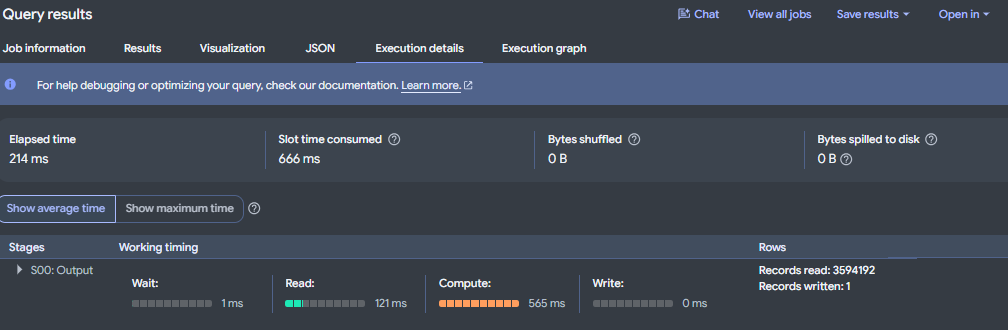 Query results Chat View all jobs Save results Open in
Job information Results Visualization JSON Execution details Execution graph
For help debugging or optimizing your query, check our documentation. Learn more.
Elapsed time Slot time consumed Bytes shuffled Bytes spilled to disk
214 ms 666 ms 0 B 0 B
Show average time Show maximum time
Stages Working timing Rows
S00: Output Records read: 3594192
Wait: Read: Compute: Write: Records written: 1
1 ms 121 ms 565 ms 0 ms